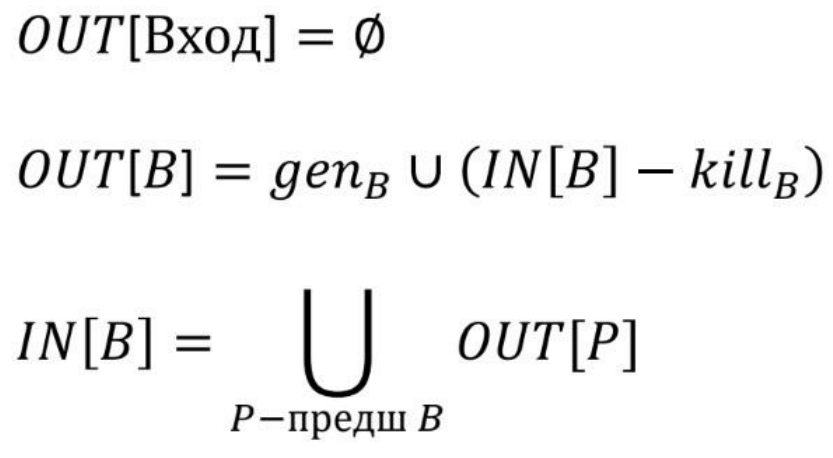 OUT[Вход] = ∅
OUT[B] = gen_B ∪ (IN[B] − kill_B)
IN[B] = ⋃ OUT[P]
P−предш B